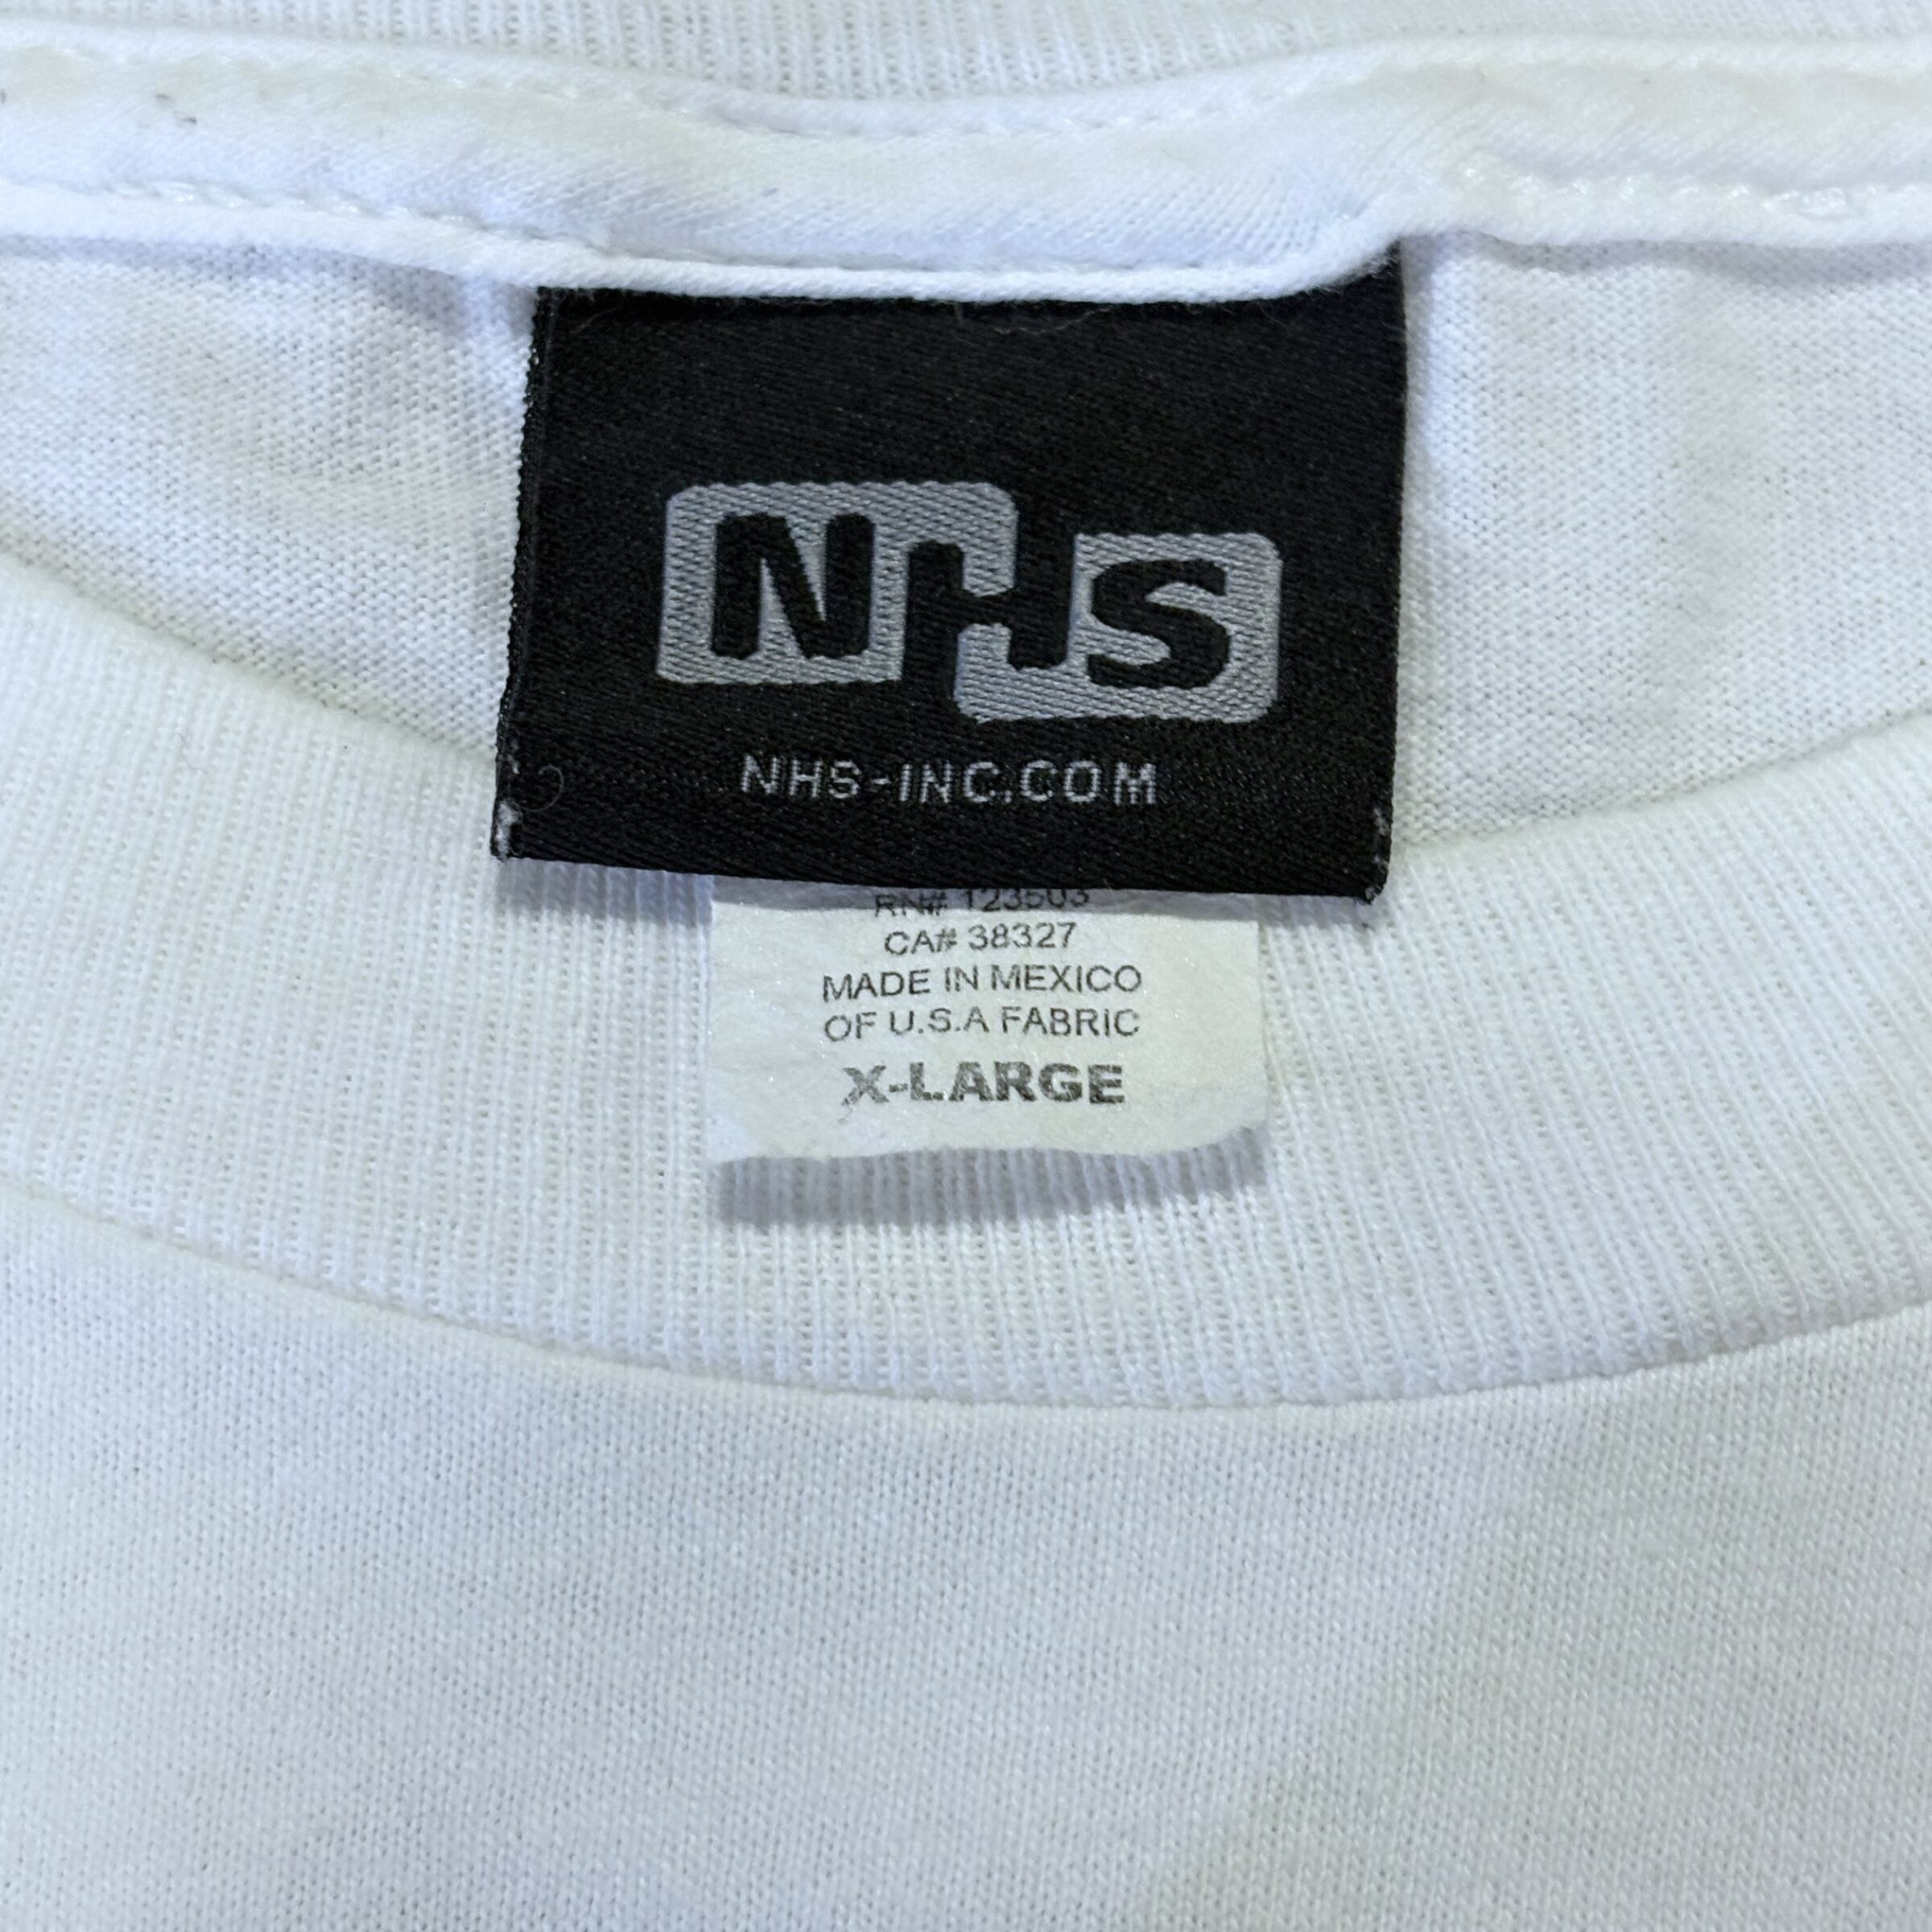 NHS
NHS-INC.COM
RN# 123503
CA# 38327
MADE IN MEXICO
OF U.S.A FABRIC
X-LARGE